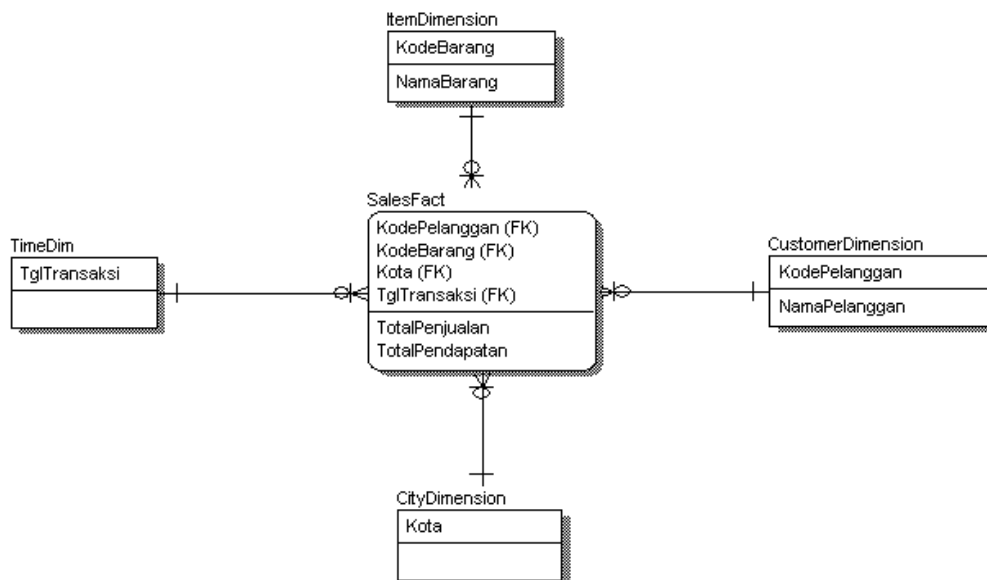 ItemDimension
KodeBarang
NamaBarang
SalesFact
KodePelanggan (FK)
KodeBarang (FK)
Kota (FK)
TglTransaksi (FK)
TotalPenjualan
TotalPendapatan
TimeDim
TglTransaksi
CustomerDimension
KodePelanggan
NamaPelanggan
CityDimension
Kota